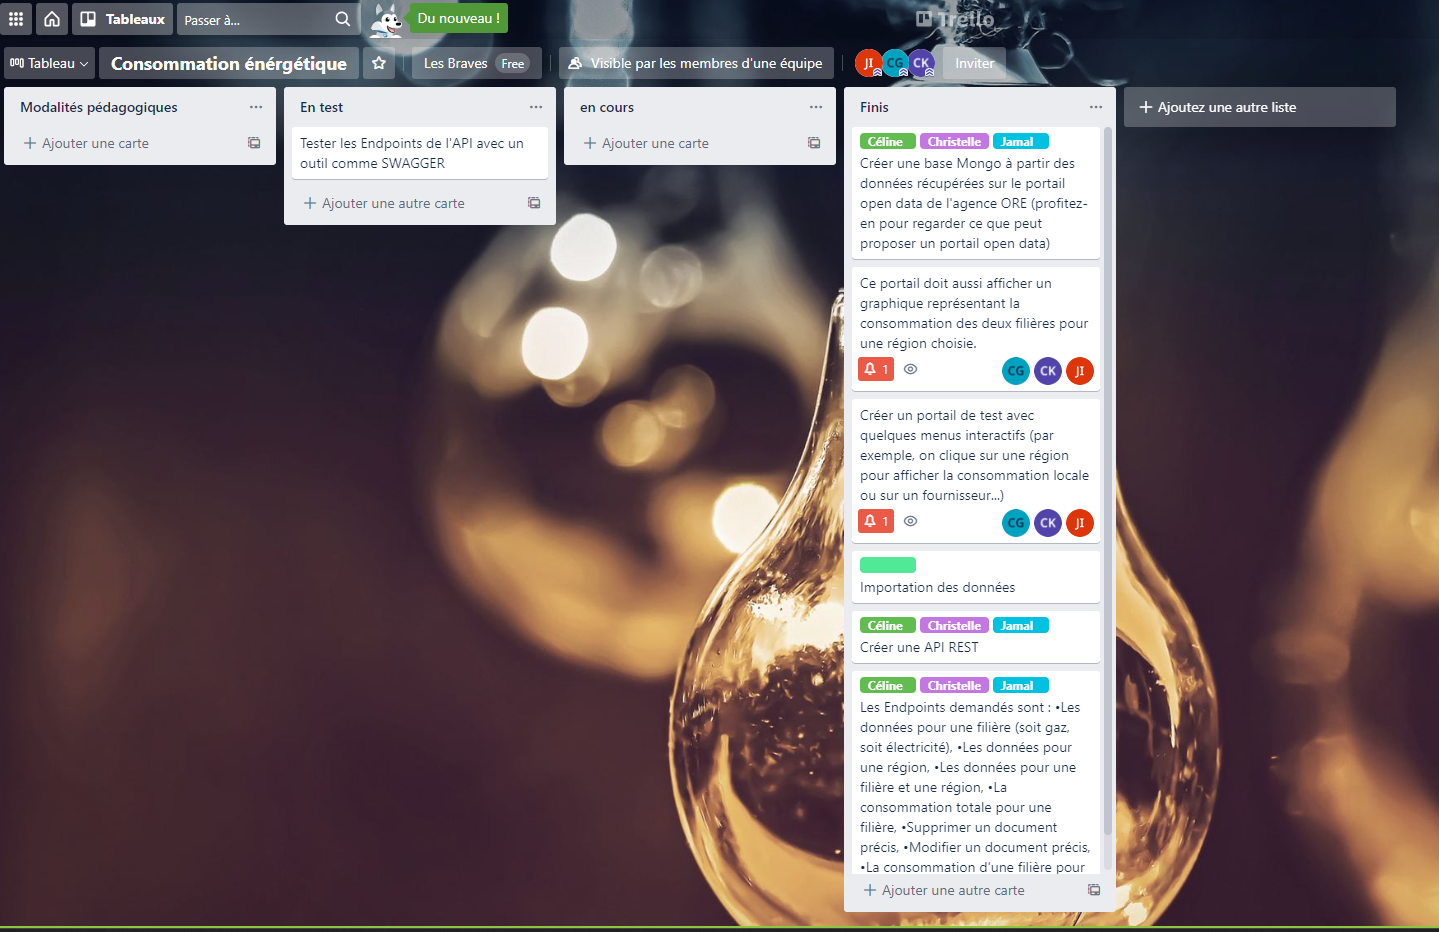 Tableaux
Passer à...
Du nouveau !
Trello
Tableau
Consommation énérgétique
Les Braves
Free
Visible par les membres d'une équipe
JI
CG
CK
Inviter
Modalités pédagogiques
Ajouter une carte
En test
Tester les Endpoints de l'API avec un
outil comme SWAGGER
Ajouter une autre carte
en cours
Ajouter une carte
Finis
Céline Christelle Jamal
Créer une base Mongo à partir des
données récupérées sur le portail
open data de l'agence ORE (profitez-
en pour regarder ce que peut
proposer un portail open data)
Ce portail doit aussi afficher un
graphique représentant la
consommation des deux filières pour
une région choisie.
1
CG CK JI
Créer un portail de test avec
quelques menus interactifs (par
exemple, on clique sur une région
pour afficher la consommation locale
ou sur un fournisseur...)
1
CG CK JI
Importation des données
Céline Christelle Jamal
Créer une API REST
Céline Christelle Jamal
Les Endpoints demandés sont : •Les
données pour une filière (soit gaz,
soit électricité), •Les données pour
une région, •Les données pour une
filière et une région, •La
consommation totale pour une
filière, •Supprimer un document
précis, •Modifier un document précis,
•La consommation d'une filière pour
Ajouter une autre carte
Ajoutez une autre liste